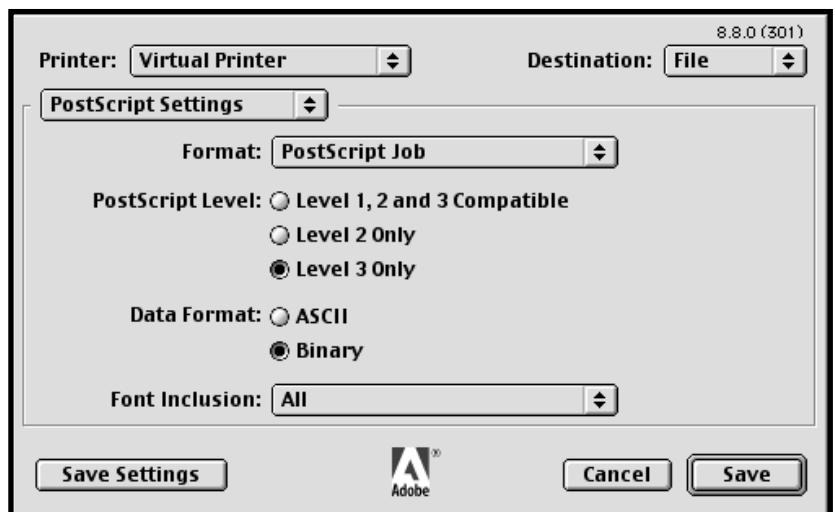 8.8.0 (301)
Printer: Virtual Printer Destination: File
PostScript Settings
Format: PostScript Job
PostScript Level: Level 1, 2 and 3 Compatible
Level 2 Only
Level 3 Only
Data Format: ASCII
Binary
Font Inclusion: All
Save Settings Adobe® Cancel Save